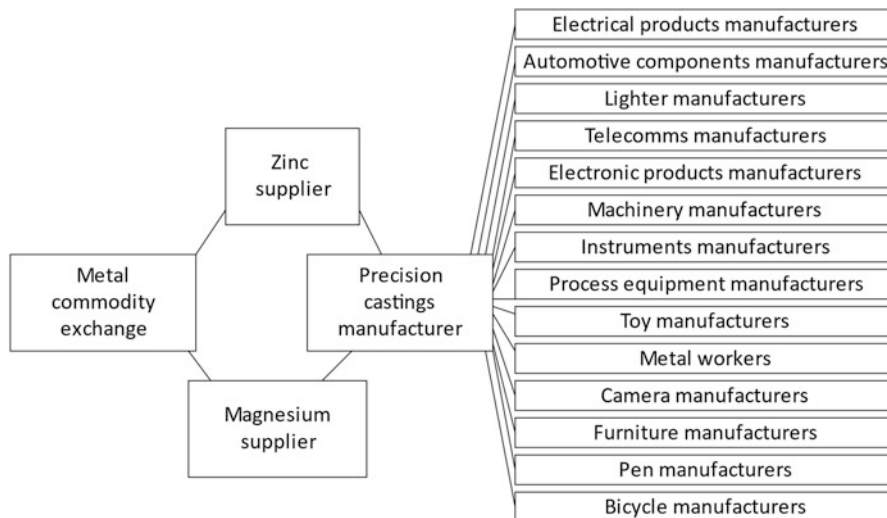 Zinc
supplier
Metal
commodity
exchange
Precision
castings
manufacturer
Magnesium
supplier
Electrical products manufacturers
Automotive components manufacturers
Lighter manufacturers
Telecomms manufacturers
Electronic products manufacturers
Machinery manufacturers
Instruments manufacturers
Process equipment manufacturers
Toy manufacturers
Metal workers
Camera manufacturers
Furniture manufacturers
Pen manufacturers
Bicycle manufacturers